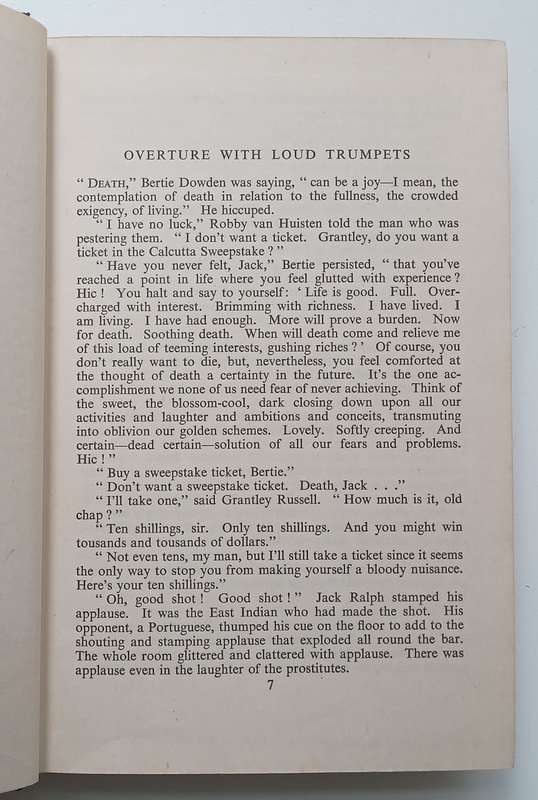 OVERTURE WITH LOUD TRUMPETS
“ DEATH,” Bertie Dowden was saying, “ can be a joy—I mean, the
contemplation of death in relation to the fullness, the crowded
exigency, of living.” He hiccuped.
“ I have no luck,” Robby van Huisten told the man who was
pestering them. “ I don’t want a ticket. Grantley, do you want a
ticket in the Calcutta Sweepstake ? ”
“ Have you never felt, Jack,” Bertie persisted, “ that you’ve
reached a point in life where you feel glutted with experience ?
Hic ! You halt and say to yourself : ‘ Life is good. Full. Over-
charged with interest. Brimming with richness. I have lived. I
am living. I have had enough. More will prove a burden. Now
for death. Soothing death. When will death come and relieve me
of this load of teeming interests, gushing riches ? ’ Of course, you
don’t really want to die, but, nevertheless, you feel comforted at
the thought of death a certainty in the future. It’s the one ac-
complishment we none of us need fear of never achieving. Think of
the sweet, the blossom-cool, dark closing down upon all our
activities and laughter and ambitions and conceits, transmuting
into oblivion our golden schemes. Lovely. Softly creeping. And
certain—dead certain—solution of all our fears and problems.
Hic ! ”
“ Buy a sweepstake ticket, Bertie.”
“ Don’t want a sweepstake ticket. Death, Jack . . .”
“ I’ll take one,” said Grantley Russell. “ How much is it, old
chap ? ”
“ Ten shillings, sir. Only ten shillings. And you might win
tousands and tousands of dollars.”
“ Not even tens, my man, but I’ll still take a ticket since it seems
the only way to stop you from making yourself a bloody nuisance.
Here’s your ten shillings.”
“ Oh, good shot ! Good shot ! ” Jack Ralph stamped his
applause. It was the East Indian who had made the shot. His
opponent, a Portuguese, thumped his cue on the floor to add to the
shouting and stamping applause that exploded all round the bar.
The whole room glittered and clattered with applause. There was
applause even in the laughter of the prostitutes.
7